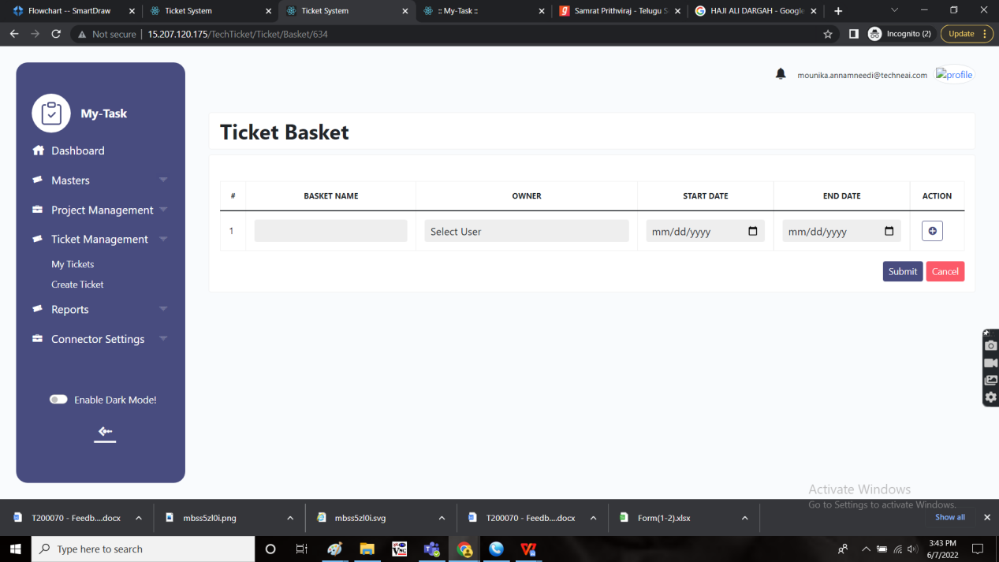 Flowchart -- SmartDraw
Ticket System
Ticket System
:: My-Task ::
Samrat Prithviraj - Telugu S
HAJI ALI DARGAH - Google
Not secure | 15.207.120.175/TechTicket/Ticket/Basket/634
Incognito (2)
Update
mounika.annamneedi@techneai.com
profile
My-Task
Dashboard
Masters
Project Management
Ticket Management
My Tickets
Create Ticket
Reports
Connector Settings
Enable Dark Mode!
Ticket Basket
# BASKET NAME OWNER START DATE END DATE ACTION
1 Select User mm/dd/yyyy mm/dd/yyyy
Submit Cancel
Activate Windows
Go to Settings to activate Windows.
T200070 - Feedb....docx
mbss5zl0i.png
mbss5zl0i.svg
T200070 - Feedb....docx
Form(1-2).xlsx
Show all
Type here to search
3:43 PM
6/7/2022